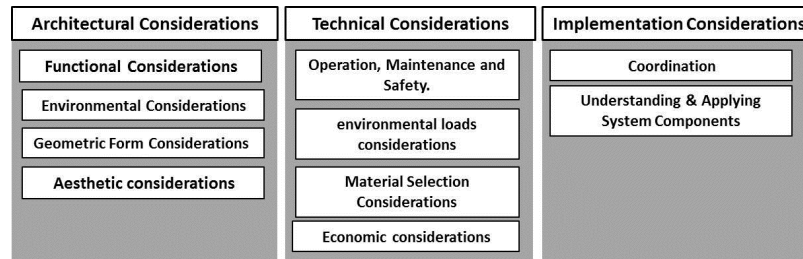 Architectural Considerations
Functional Considerations
Environmental Considerations
Geometric Form Considerations
Aesthetic considerations
Technical Considerations
Operation, Maintenance and
Safety.
environmental loads
considerations
Material Selection
Considerations
Economic considerations
Implementation Considerations
Coordination
Understanding & Applying
System Components